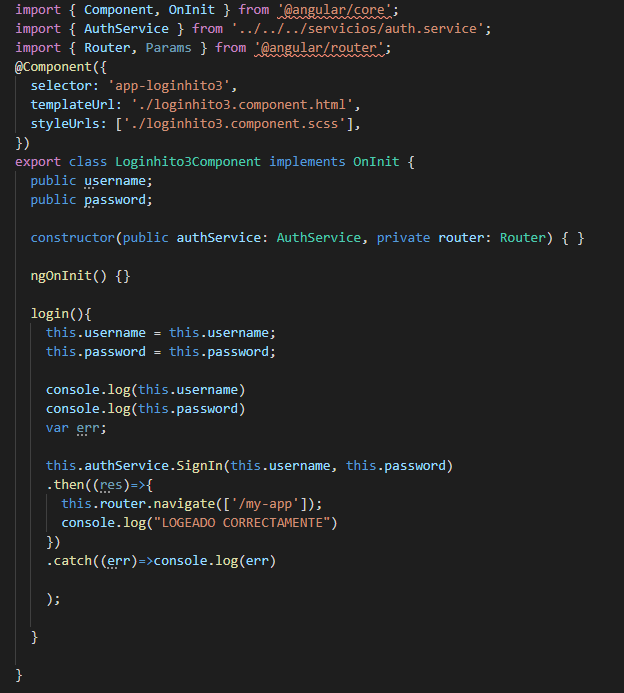 import { Component, OnInit } from '@angular/core';
import { AuthService } from '../../../servicios/auth.service';
import { Router, Params } from '@angular/router';
@Component({
selector: 'app-loginhito3',
templateUrl: './loginhito3.component.html',
styleUrls: ['./loginhito3.component.scss'],
})
export class Loginhito3Component implements OnInit {
public username;
public password;
constructor(public authService: AuthService, private router: Router) { }
ngOnInit() {}
login(){
this.username = this.username;
this.password = this.password;
console.log(this.username)
console.log(this.password)
var err;
this.authService.SignIn(this.username, this.password)
.then((res)=>{
this.router.navigate(['/my-app']);
console.log("LOGEADO CORRECTAMENTE")
})
.catch((err)=>console.log(err)
);
}
}